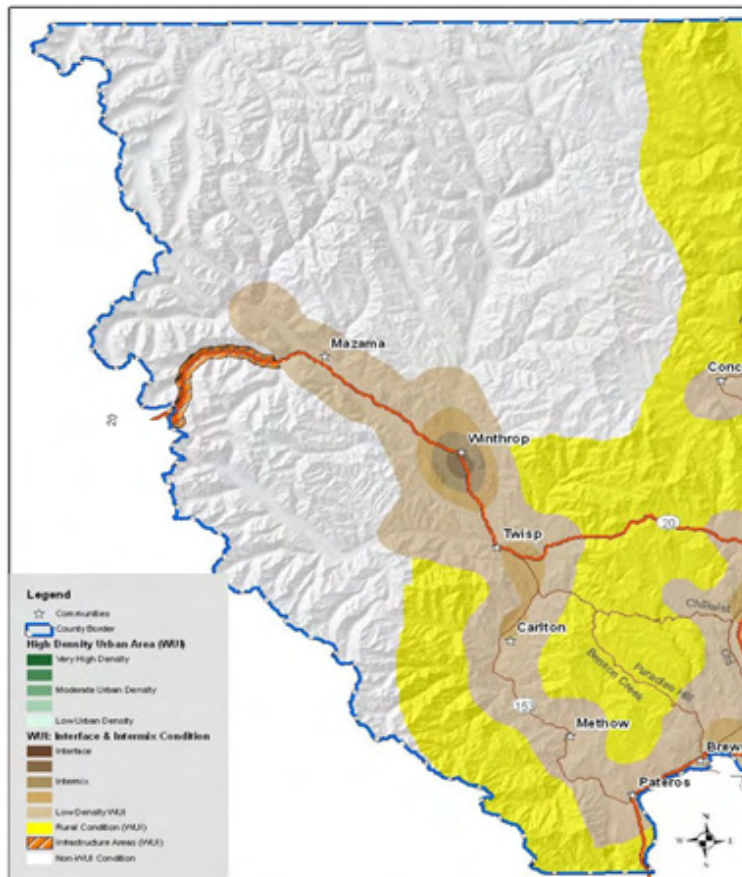 Mazama
Conc
20
Winthrop
20
Twisp
Chiliwist
Carlton
Paradise Hill
Benson Creek
153
Methow
Brew
Pateros
N
W
E
S
Legend
Communities
County Border
High Density Urban Area (WUI)
Very High Density
Moderate Urban Density
Low Urban Density
WUI: Interface & Intermix Condition
Interface
Intermix
Low Density WUI
Rural Condition (WUI)
Infrastructure Areas (WUI)
Non-WUI Condition